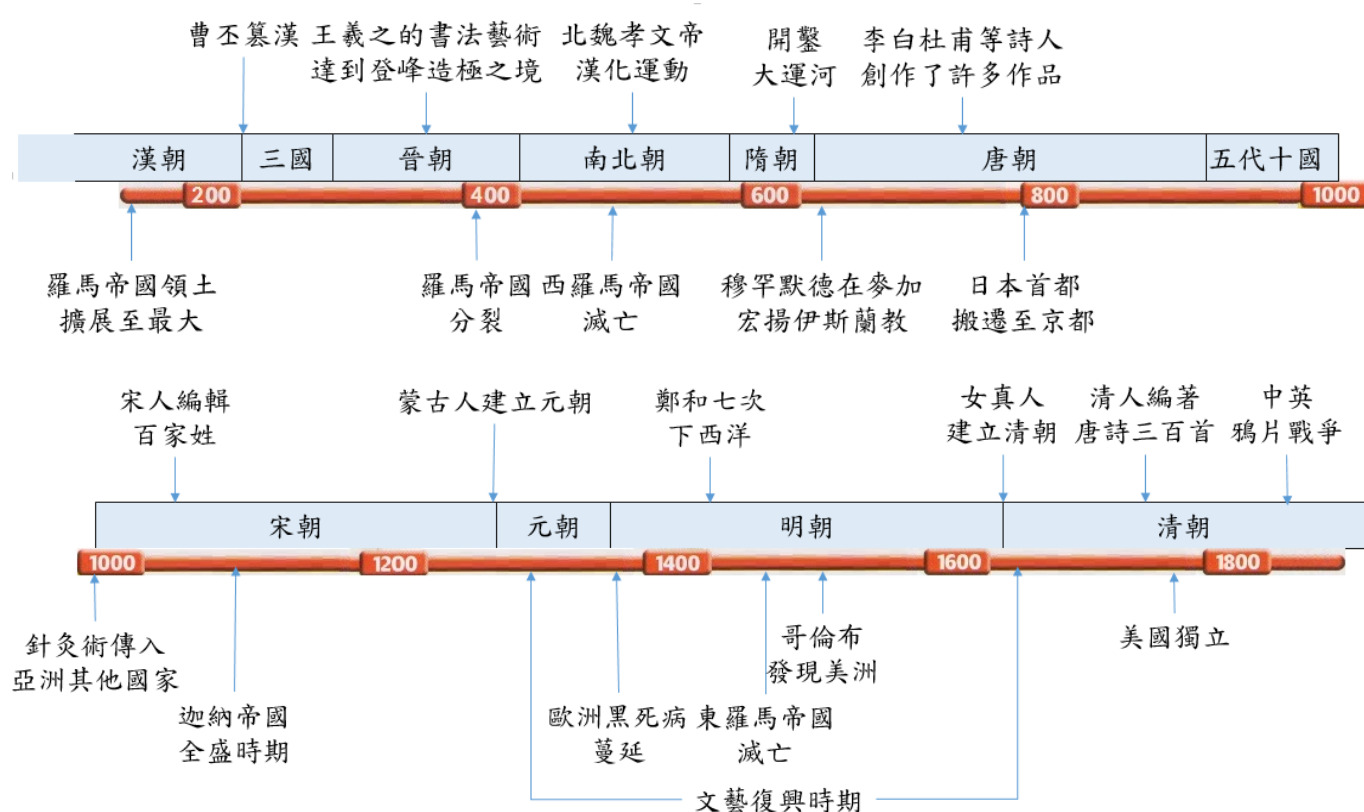 曹丕篡漢
王羲之的書法藝術
達到登峰造極之境
北魏孝文帝
漢化運動
開鑿
大運河
李白杜甫等詩人
創作了許多作品
漢朝
三國
晉朝
南北朝
隋朝
唐朝
五代十國
200
400
600
800
1000
羅馬帝國領土
擴展至最大
羅馬帝國
分裂
西羅馬帝國
滅亡
穆罕默德在麥加
宏揚伊斯蘭教
日本首都
搬遷至京都
宋人編輯
百家姓
蒙古人建立元朝
鄭和七次
下西洋
女真人
建立清朝
清人編著
唐詩三百首
中英
鴉片戰爭
宋朝
元朝
明朝
清朝
1000
1200
1400
1600
1800
針灸術傳入
亞洲其他國家
迦納帝國
全盛時期
歐洲黑死病
蔓延
東羅馬帝國
滅亡
哥倫布
發現美洲
美國獨立
文藝復興時期